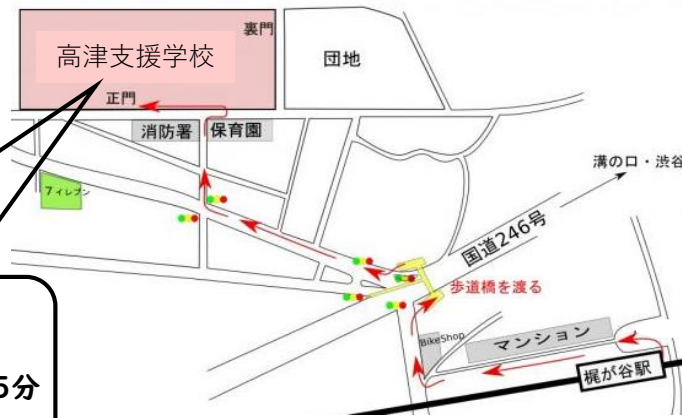 裏門
高津支援学校
団地
正門
消防署
保育園
溝の口・渋谷
7イレブン
国道246号
歩道橋を渡る
BikeShop
マンション
梶が谷駅
5分